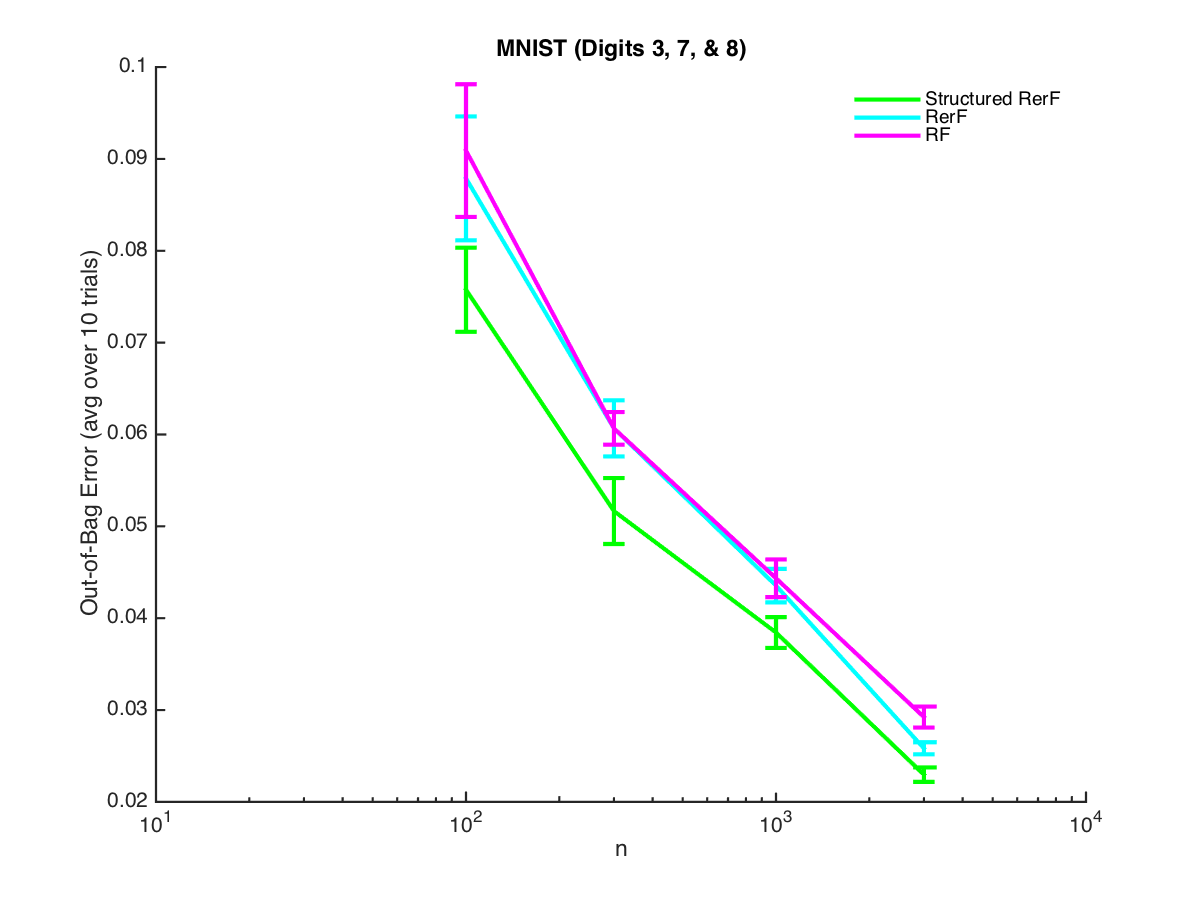 MNIST (Digits 3, 7, & 8)
Structured RerF
RerF
RF
Out-of-Bag Error (avg over 10 trials)
0.1
0.09
0.08
0.07
0.06
0.05
0.04
0.03
0.02
10¹ 10² 10³ 10⁴
n